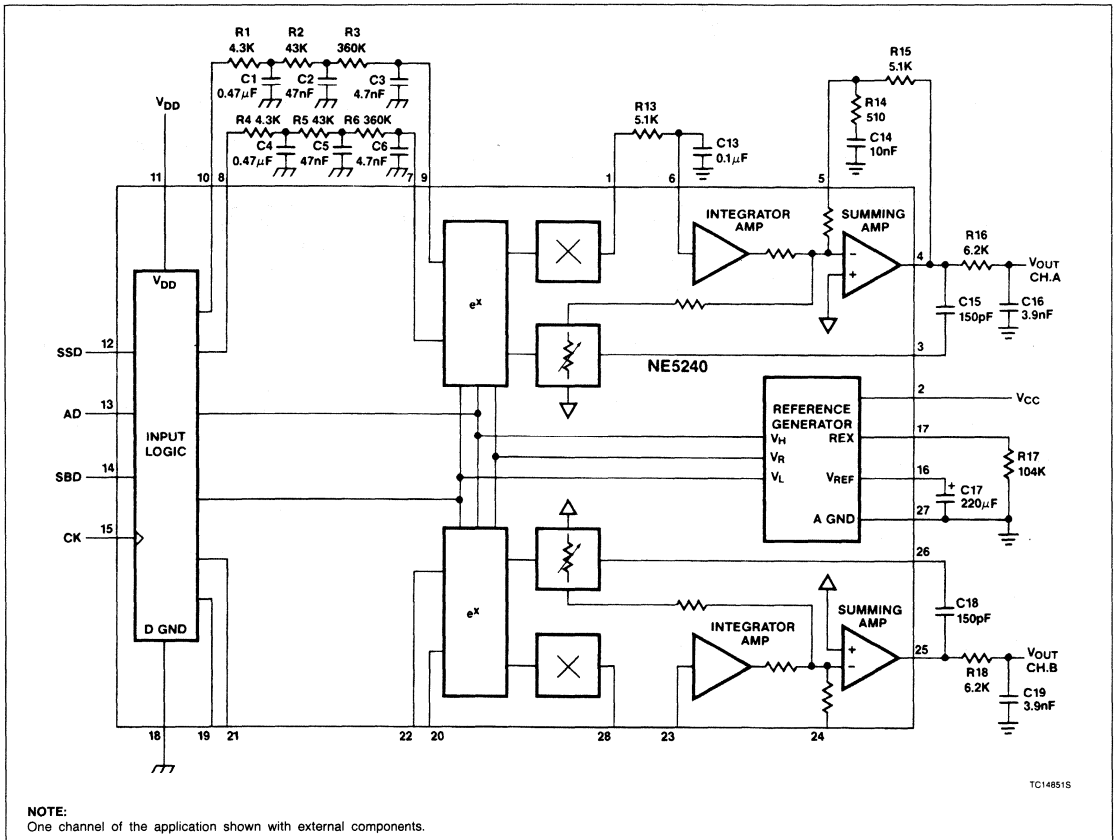 R1 R2 R3
4.3K 43K 360K
C1 C2 C3
0.47μF 47nF 4.7nF
VDD
R4 4.3K R5 43K R6 360K
C4 C5 C6
0.47μF 47nF 4.7nF
11 10 8 7 9
R13
5.1K
C13
0.1μF
1 6 5
R15
5.1K
R14
510
C14
10nF
VDD
INPUT
LOGIC
D GND
SSD 12
AD 13
SBD 14
CK 15
eX
INTEGRATOR
AMP
SUMMING
AMP
−
+
4
R16
6.2K
VOUT
CH.A
C15
150pF
C16
3.9nF
3
NE5240
REFERENCE
GENERATOR
VH REX
VR
VL VREF
A GND
2
VCC
17
R17
104K
16
+
C17
220μF
27
26
eX
INTEGRATOR
AMP
SUMMING
AMP
+
−
C18
150pF
25
R18
6.2K
VOUT
CH.B
C19
3.9nF
18 19 21 22 20 28 23 24
TC14851S
NOTE:
One channel of the application shown with external components.